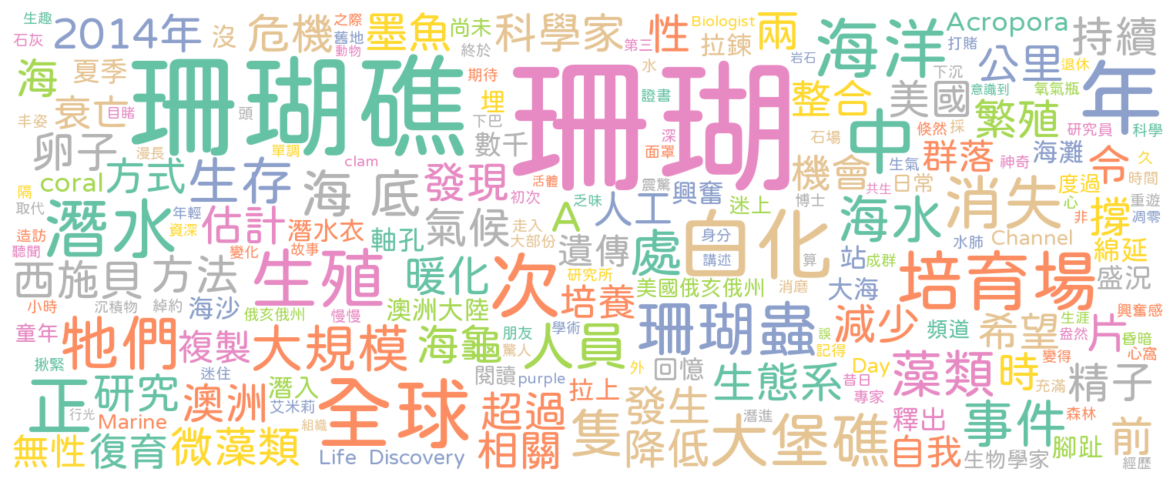 生趣
2014年
沒
危機
之際
舊地
動物
墨魚
尚未
終於
科學家
第三
性
Biologist
拉鍊
兩
海洋
Acropora
打賭
下沉
公里
持續
石灰
海
夏季
珊瑚礁
期待
下巴
水
珊瑚
證書
岩石
整合
美國
意識到
退休
氧氣瓶
年
丰姿
衰亡
目睹
頭
埋
數千
深
面罩
石場
中
倏然
採
繁殖
研究員
科學
卵子
漫長
單調
clam
活體
震驚
機會
生氣
群落
神奇
海灘
令
久
時間
隔
coral
方式
生存
海底
發現
初次
興奮
共生
日常
消失
度過
心
重遊
取代
年輕
資深
乏味
A
人工
迷上
博士
海水
非
撐
凋零
造訪
聽聞
潛水
估計
變化
潛水衣
故事
軸孔
氣候
走入
大部份
遺傳
處
身分
講述
白化
算
站
水肺
成群
Channel
綿延
西施貝
方法
生殖
暖化
次
研究所
培養
美國俄亥俄州
消磨
大海
培育場
盛況
小時
沉積物
綽約
海沙
俄亥俄州
慢慢
澳洲大陸
童年
牠們
複製
大規模
海龜
朋友
學術
驚人
人員
珊瑚蟲
誤
記得
減少
頻道
希望
生涯
盎然
片
興奮感
昏暗
揪緊
迷住
閱讀
purple
外
回憶
生態系
Day
昔日
專家
藻類
時
變得
心窩
正
研究
行光
澳洲
潛入
艾米莉
組織
全球
超過
拉上
隻
發生
潛進
充滿
精子
Marine
釋出
事件
森林
前
無性
復育
微藻類
Life
Discovery
相關
降低
大堡礁
自我
生物學家
腳趾
經歷